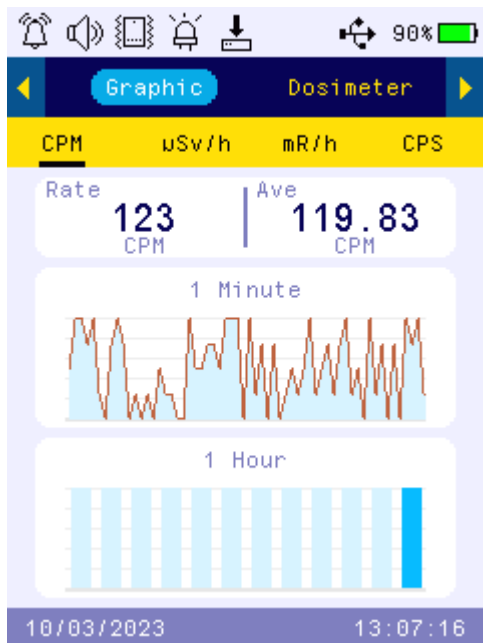 90%
Graphic Dosimeter
CPM µSv/h mR/h CPS
Rate Ave
123 119.83
CPM CPM
1 Minute
1 Hour
10/03/2023 13:07:16